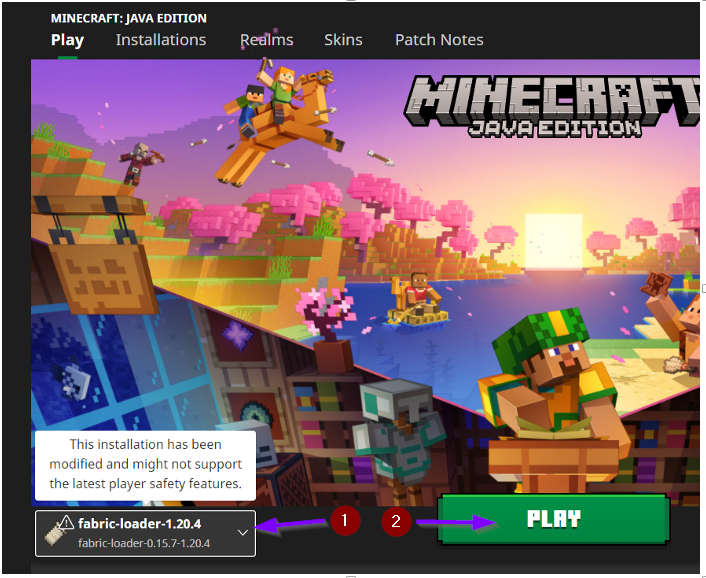 MINECRAFT: JAVA EDITION
Play Installations Realms Skins Patch Notes
MINECRAFT
JAVA EDITION
This installation has been
modified and might not support
the latest player safety features.
fabric-loader-1.20.4
fabric-loader-0.15.7-1.20.4
1 2
PLAY